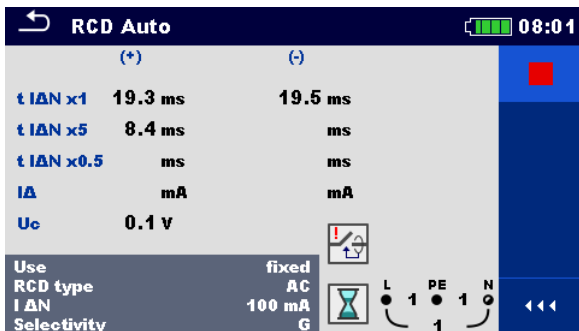 RCD Auto 08:01
(+) (-)
t IΔN x1 19.3 ms 19.5 ms
t IΔN x5 8.4 ms ms
t IΔN x0.5 ms ms
IΔ mA mA
Uc 0.1 V
Use fixed
RCD type AC
I ΔN 100 mA
Selectivity G
L PE N
1 1
1